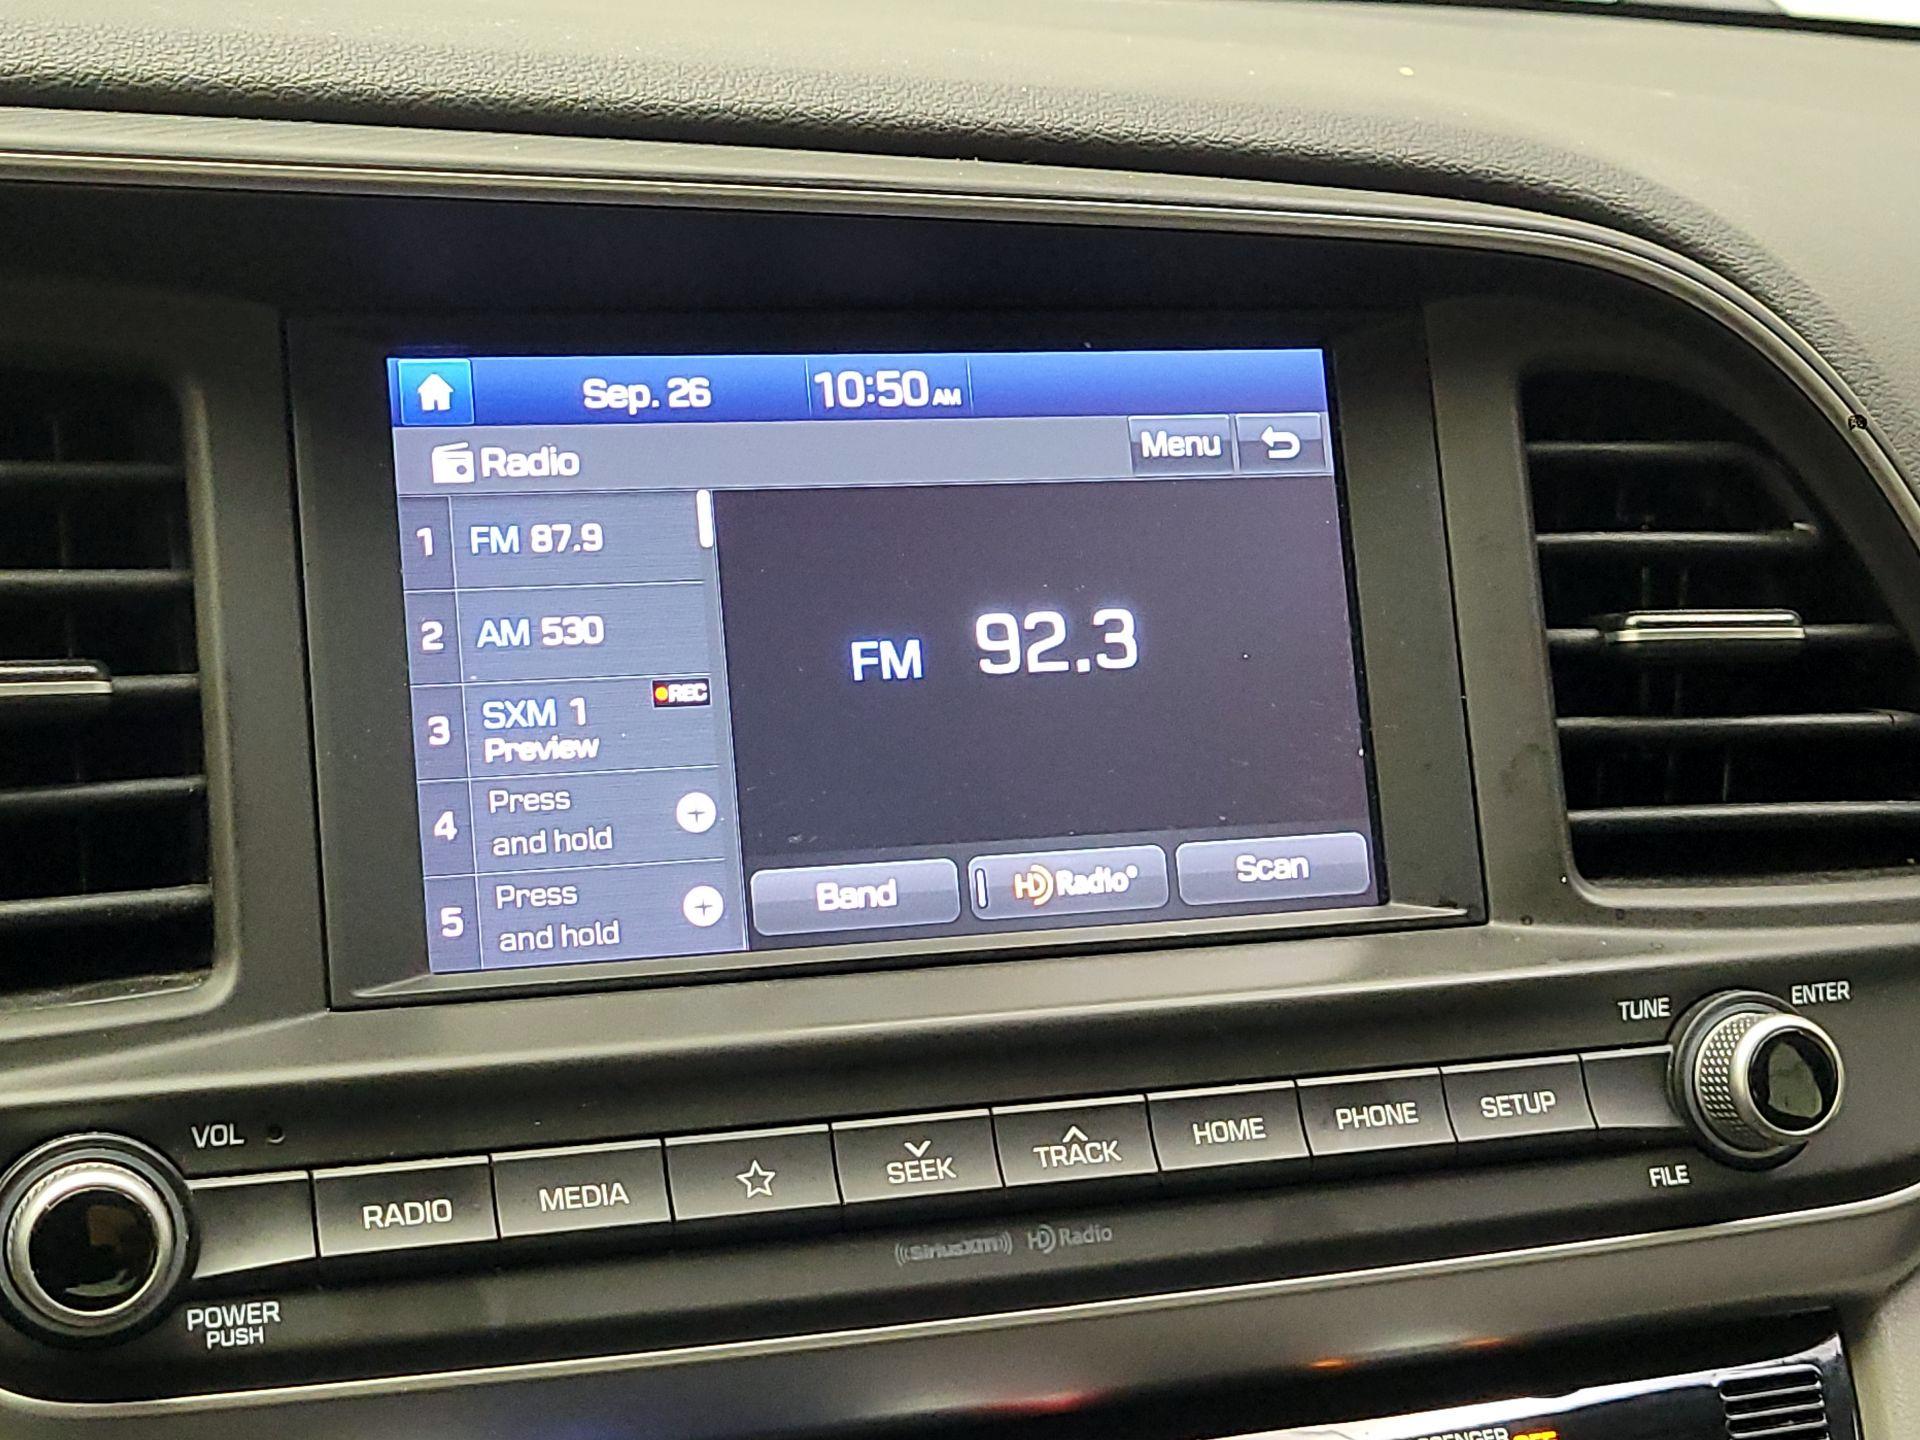 Sep. 26 10:50 AM
Radio Menu
1 FM 87.9
2 AM 530
3 SXM 1 REC
Preview
4 Press
and hold
5 Press
and hold
FM 92.3
Band HD Radio® Scan
TUNE ENTER
VOL
RADIO MEDIA SEEK TRACK HOME PHONE SETUP
FILE
POWER
PUSH
((SiriusXM)) HD Radio
OFF